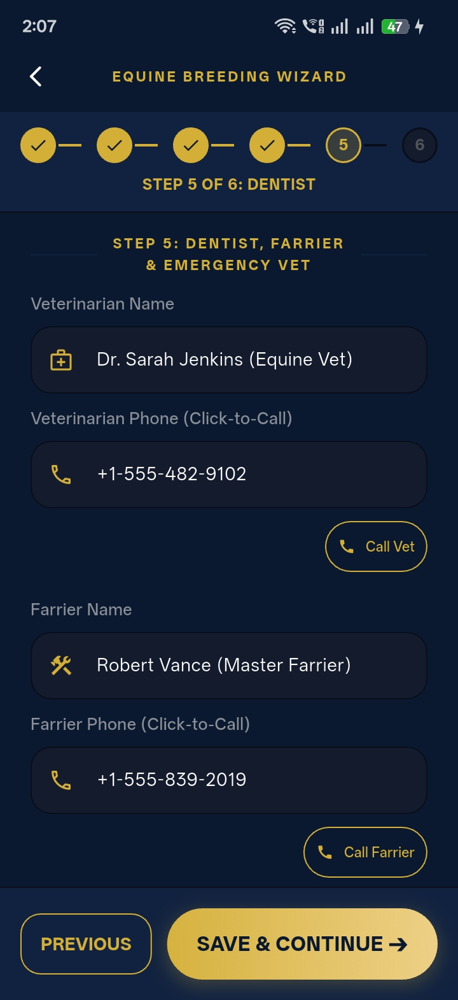 2:07
47
EQUINE BREEDING WIZARD
5
6
STEP 5 OF 6: DENTIST
STEP 5: DENTIST, FARRIER
& EMERGENCY VET
Veterinarian Name
Dr. Sarah Jenkins (Equine Vet)
Veterinarian Phone (Click-to-Call)
+1-555-482-9102
Call Vet
Farrier Name
Robert Vance (Master Farrier)
Farrier Phone (Click-to-Call)
+1-555-839-2019
Call Farrier
PREVIOUS
SAVE & CONTINUE →